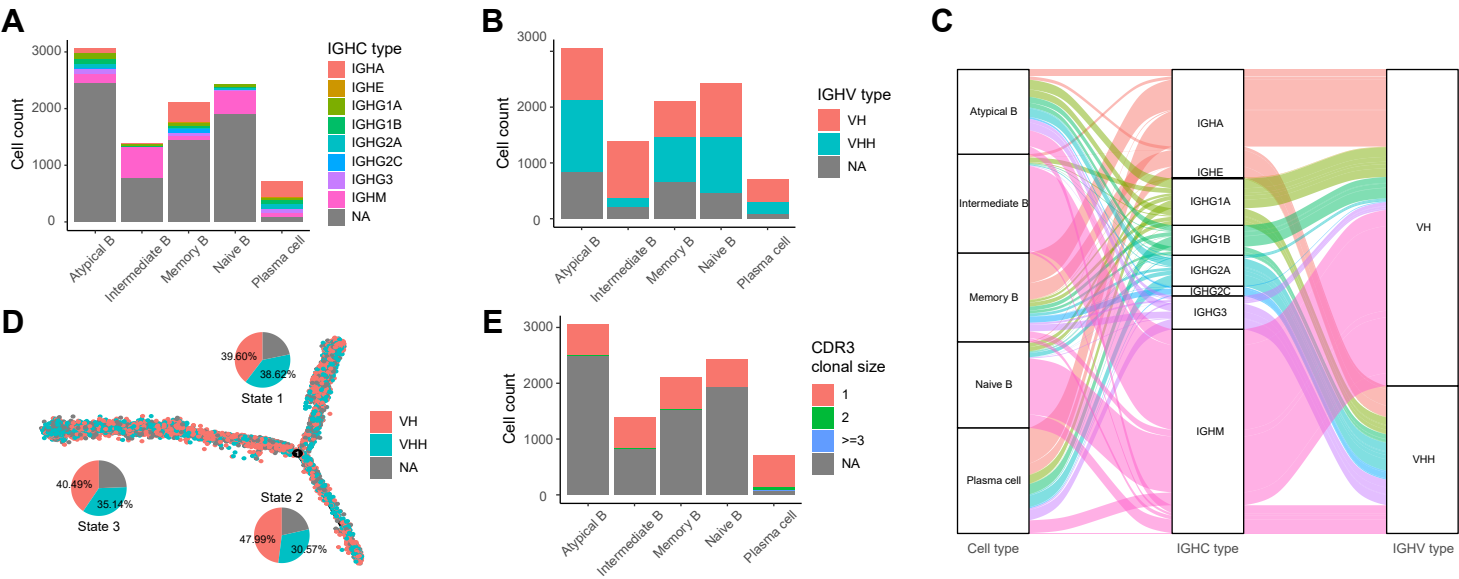 A
Cell count
3000
2000
1000
0
Atypical B
Intermediate B
Memory B
Naive B
Plasma cell
IGHC type
IGHA
IGHE
IGHG1A
IGHG1B
IGHG2A
IGHG2C
IGHG3
IGHM
NA
B
Cell count
3000
2000
1000
0
Atypical B
Intermediate B
Memory B
Naive B
Plasma cell
IGHV type
VH
VHH
NA
C
Atypical B
Intermediate B
Memory B
Naive B
Plasma cell
Cell type
IGHA
IGHE
IGHG1A
IGHG1B
IGHG2A
IGHG2C
IGHG3
IGHM
IGHC type
VH
VHH
IGHV type
D
39.60%
38.62%
State 1
40.49%
35.14%
State 3
State 2
47.99%
30.57%
1
VH
VHH
NA
E
Cell count
3000
2000
1000
0
Atypical B
Intermediate B
Memory B
Naive B
Plasma cell
CDR3
clonal size
1
2
>=3
NA